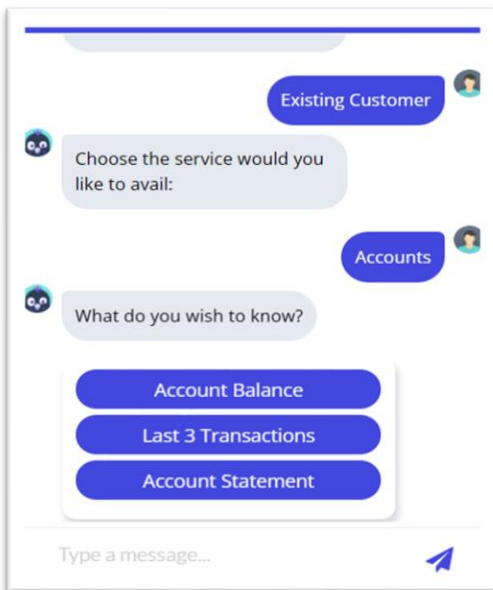 Existing Customer
Choose the service would you
like to avail:
Accounts
What do you wish to know?
Account Balance
Last 3 Transactions
Account Statement
Type a message...